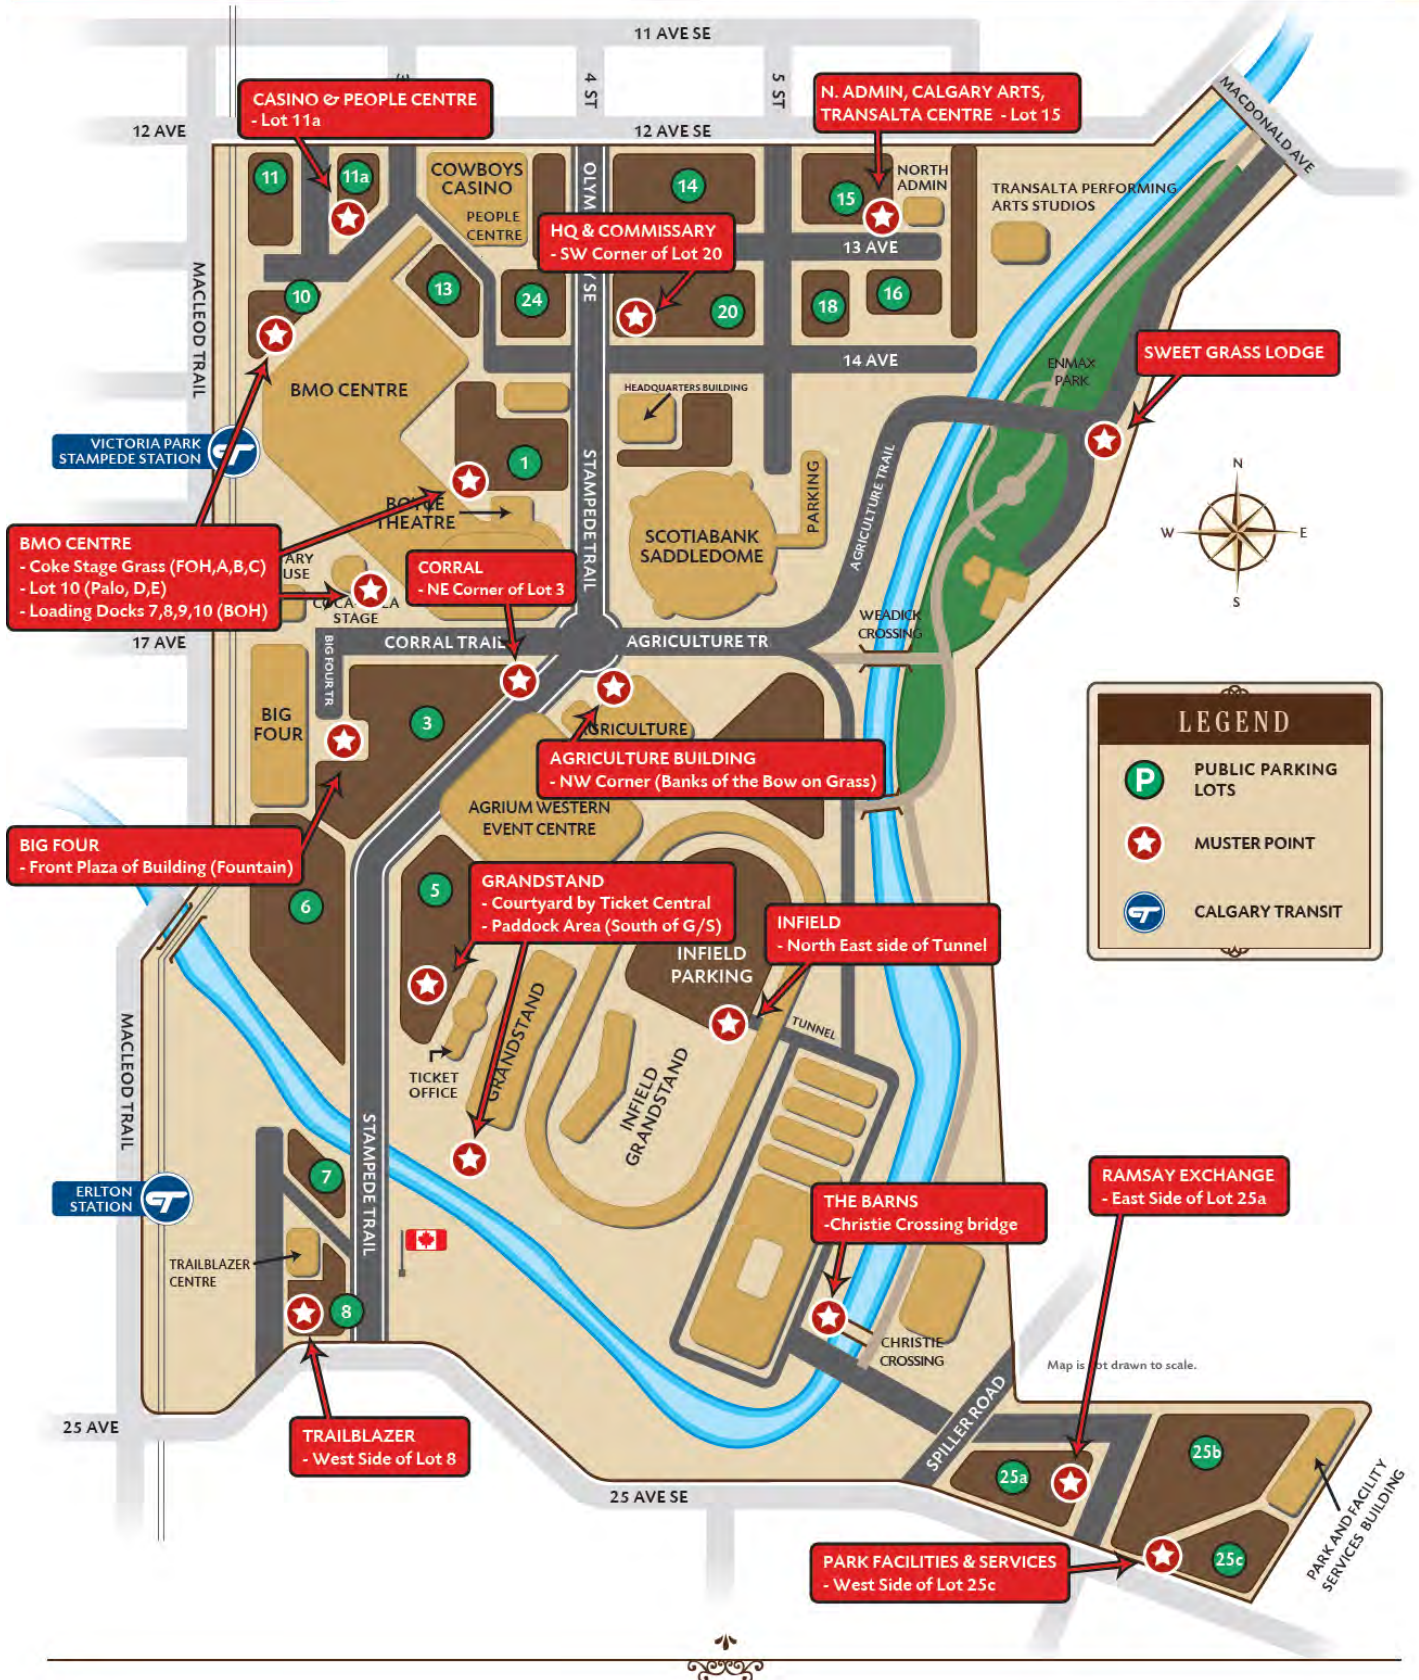 11 AVE SE
4 ST
5 ST
CASINO & PEOPLE CENTRE
- Lot 11a
N. ADMIN, CALGARY ARTS,
TRANSALTA CENTRE - Lot 15
MACDONALD AVE
12 AVE
12 AVE SE
11
11a
COWBOYS
CASINO
PEOPLE
CENTRE
14
15
NORTH
ADMIN
TRANSALTA PERFORMING
ARTS STUDIOS
HQ & COMMISSARY
- SW Corner of Lot 20
13 AVE
MACLEOD TRAIL
10
13
24
20
18
16
14 AVE
SWEET GRASS LODGE
ENMAX
PARK
BMO CENTRE
HEADQUARTERS BUILDING
VICTORIA PARK
STAMPEDE STATION
1
STAMPEDE TRAIL
PARKING
AGRICULTURE TRAIL
THEATRE
SCOTIABANK
SADDLEDOME
N
W
E
S
BMO CENTRE
- Coke Stage Grass (FOH,A,B,C)
- Lot 10 (Palo, D,E)
- Loading Docks 7,8,9,10 (BOH)
CORRAL
- NE Corner of Lot 3
STAGE
WEADICK
CROSSING
17 AVE
BIG FOUR TR
CORRAL TRAIL
AGRICULTURE TR
BIG
FOUR
3
AGRICULTURE
AGRICULTURE BUILDING
- NW Corner (Banks of the Bow on Grass)
LEGEND
P
PUBLIC PARKING
LOTS
MUSTER POINT
CALGARY TRANSIT
AGRIUM WESTERN
EVENT CENTRE
BIG FOUR
- Front Plaza of Building (Fountain)
6
5
GRANDSTAND
- Courtyard by Ticket Central
- Paddock Area (South of G/S)
INFIELD
- North East side of Tunnel
INFIELD
PARKING
TUNNEL
MACLEOD TRAIL
TICKET
OFFICE
GRANDSTAND
INFIELD
GRANDSTAND
STAMPEDE TRAIL
7
ERLTON
STATION
THE BARNS
-Christie Crossing bridge
RAMSAY EXCHANGE
- East Side of Lot 25a
TRAILBLAZER
CENTRE
8
CHRISTIE
CROSSING
Map is not drawn to scale.
SPILLER ROAD
25 AVE
TRAILBLAZER
- West Side of Lot 8
25 AVE SE
25a
25b
25c
PARK AND FACILITY
SERVICES BUILDING
PARK FACILITIES & SERVICES
- West Side of Lot 25c